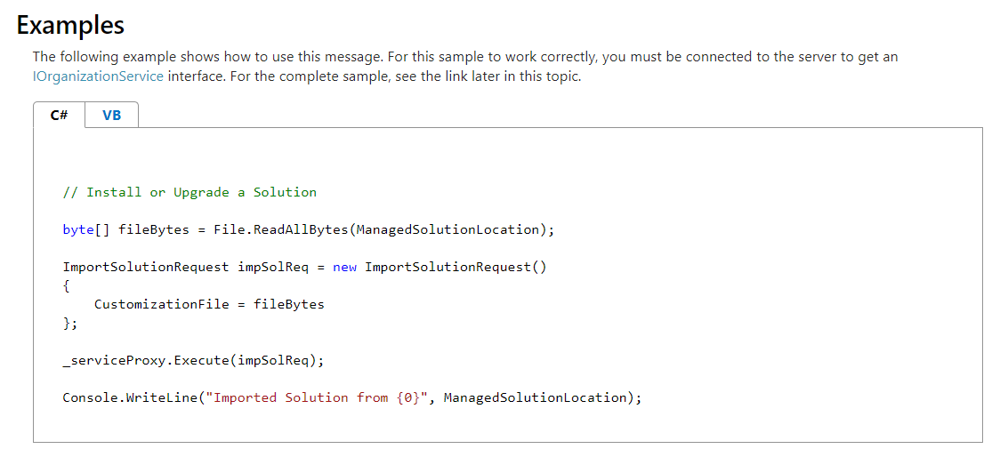 Examples
The following example shows how to use this message. For this sample to work correctly, you must be connected to the server to get an
IOrganizationService interface. For the complete sample, see the link later in this topic.
C# VB
// Install or Upgrade a Solution
byte[] fileBytes = File.ReadAllBytes(ManagedSolutionLocation);
ImportSolutionRequest impSolReq = new ImportSolutionRequest()
{
    CustomizationFile = fileBytes
};
_serviceProxy.Execute(impSolReq);
Console.WriteLine("Imported Solution from {0}", ManagedSolutionLocation);